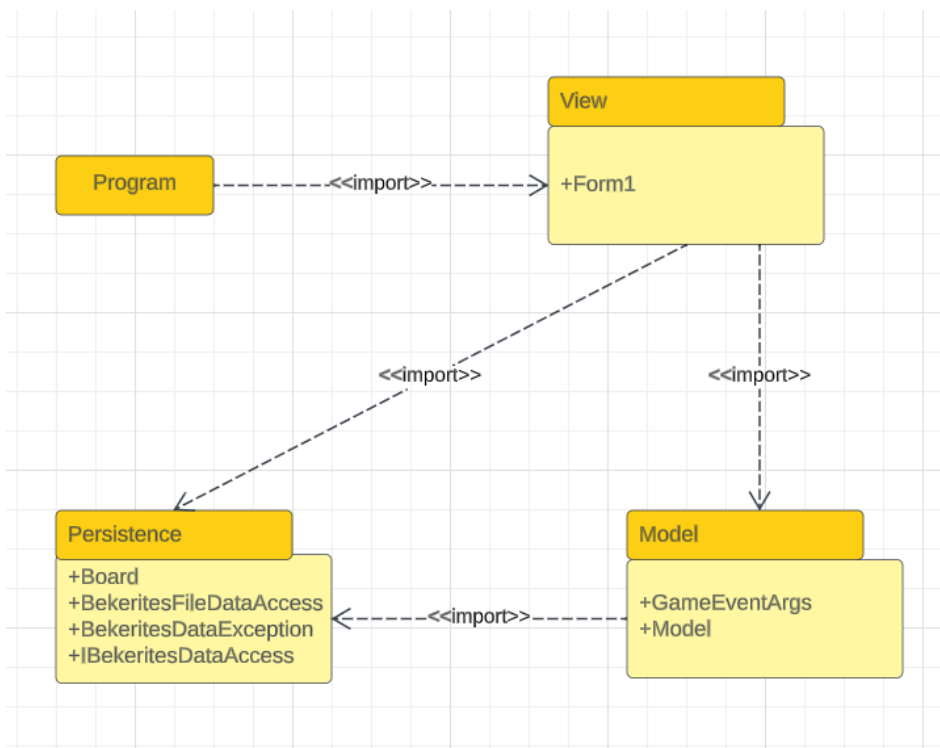 View
Program
<<import>>
+Form1
<<import>>
<<import>>
Persistence
+Board
+BekeritesFileDataAccess
+BekeritesDataException
+IBekeritesDataAccess
<<import>>
Model
+GameEventArgs
+Model